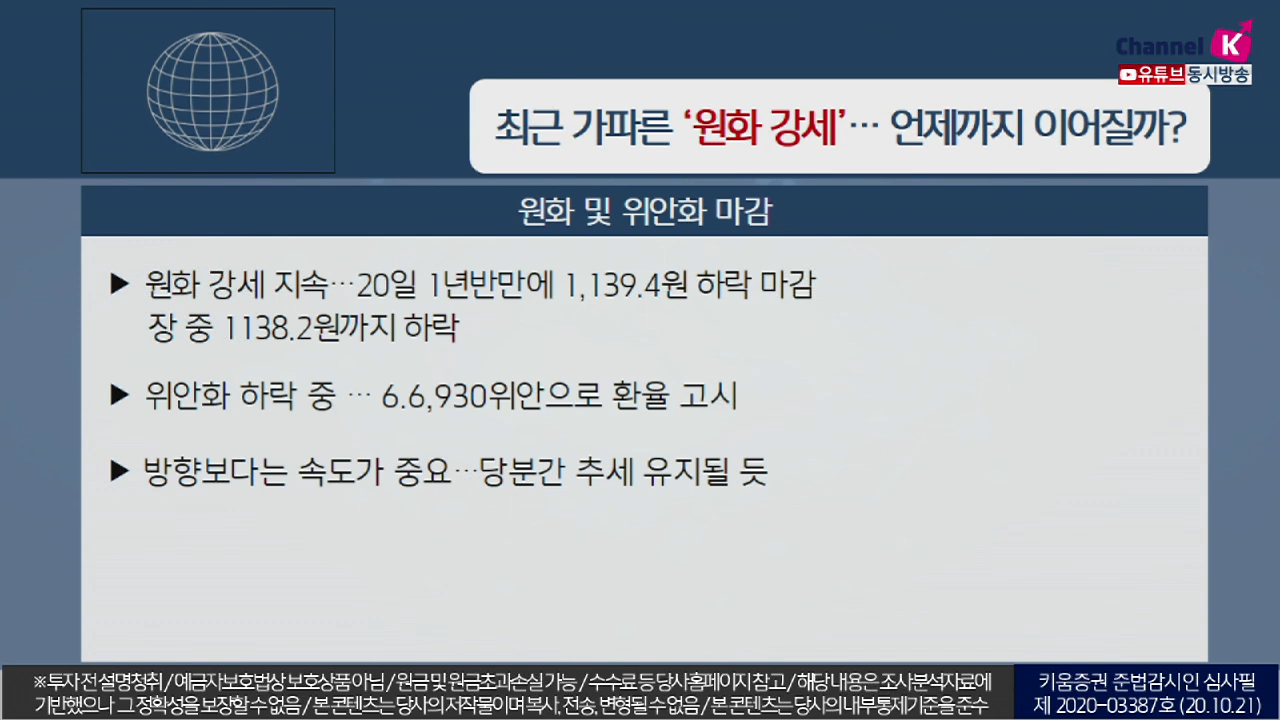 Channel K
유튜브 동시방송
최근 가파른 ‘원화 강세’… 언제까지 이어질까?
원화 및 위안화 마감
▶ 원화 강세 지속…20일 1년반만에 1,139.4원 하락 마감
장 중 1138.2원까지 하락
▶ 위안화 하락 중 … 6.6,930위안으로 환율 고시
▶ 방향보다는 속도가 중요…당분간 추세 유지될 듯
※ 투자 전 설명청취 / 예금자보호법상 보호상품 아님 / 원금 및 원금초과손실 가능 / 수수료 등 당사홈페이지 참고 / 해당 내용은 조사분석자료에
기반했으나 그 정확성을 보장할 수 없음 / 본 콘텐츠는 당사의 저작물이며 복사, 전송, 변형될 수 없음 / 본 콘텐츠는 당사의 내부통제기준을 준수
키움증권 준법감시인 심사필
제 2020-03387호 (20.10.21)